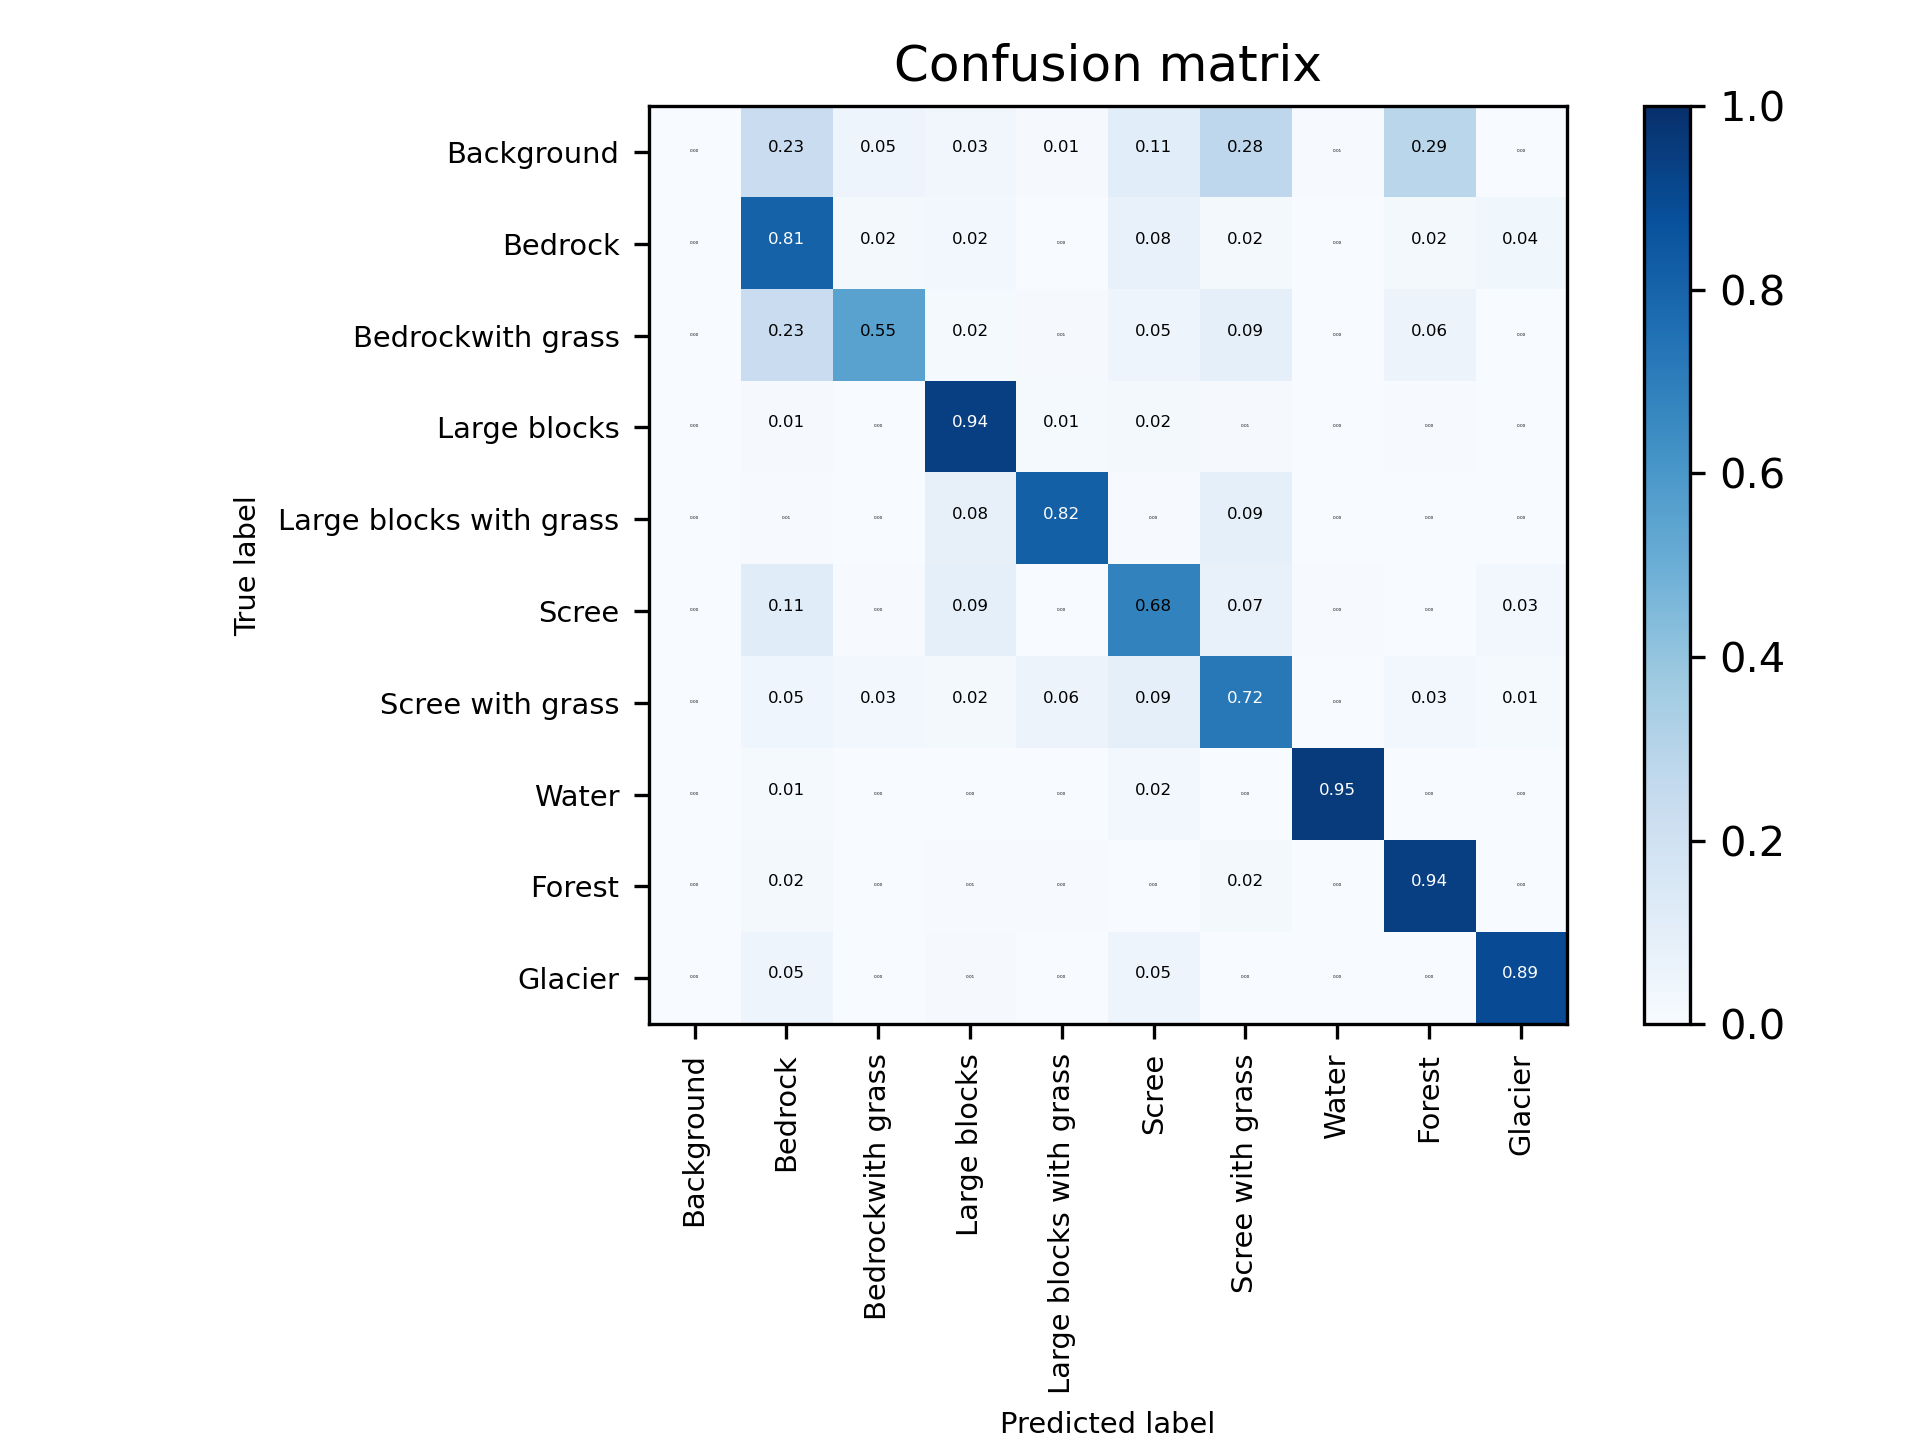 Confusion matrix
Background 0.23 0.05 0.03 0.01 0.11 0.28 0.29
Bedrock 0.81 0.02 0.02 0.08 0.02 0.02 0.04
Bedrockwith grass 0.23 0.55 0.02 0.05 0.09 0.06
Large blocks 0.01 0.94 0.01 0.02
Large blocks with grass 0.08 0.82 0.09
Scree 0.11 0.09 0.68 0.07 0.03
Scree with grass 0.05 0.03 0.02 0.06 0.09 0.72 0.03 0.01
Water 0.01 0.02 0.95
Forest 0.02 0.02 0.94
Glacier 0.05 0.05 0.89
True label
Background
Bedrock
Bedrockwith grass
Large blocks
Large blocks with grass
Scree
Scree with grass
Water
Forest
Glacier
Predicted label
1.0
0.8
0.6
0.4
0.2
0.0